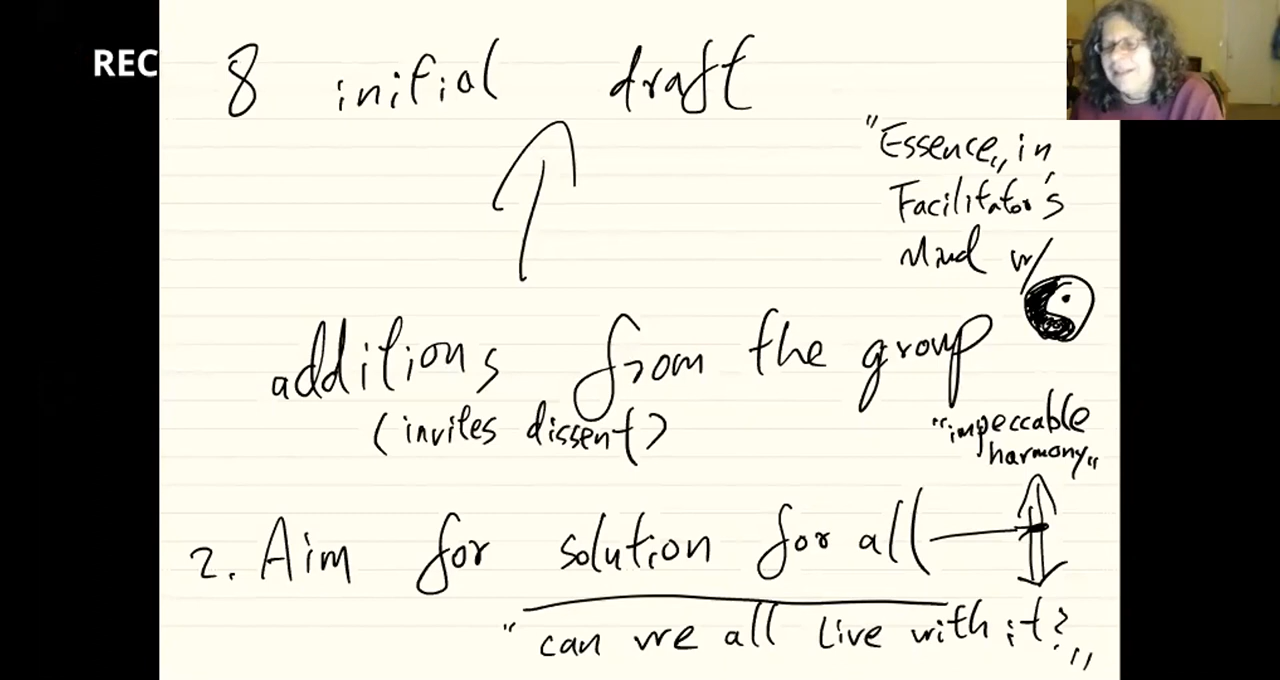 REC
8 initial draft
"Essence" in
Facilitator's
Mind w/
additions from the group
(invites dissent)
"impeccable
harmony"
2. Aim for solution for all
"can we all live with it?"